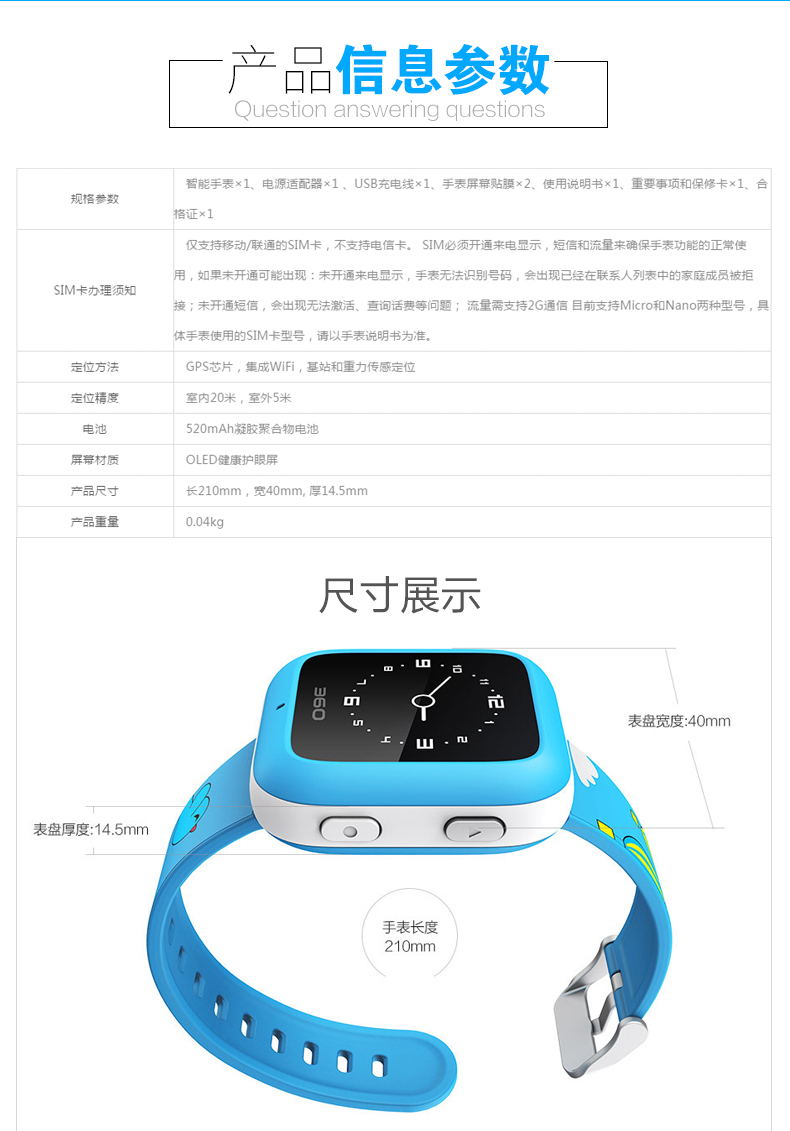 产品信息参数
Question answering questions
规格参数
智能手表×1、电源适配器×1 、USB充电线×1、手表屏幕贴膜×2、使用说明书×1、重要事项和保修卡×1、合
格证×1
SIM卡办理须知
仅支持移动/联通的SIM卡，不支持电信卡。 SIM必须开通来电显示，短信和流量来确保手表功能的正常使
用，如果未开通可能出现：未开通来电显示，手表无法识别号码，会出现已经在联系人列表中的家庭成员被拒
接；未开通短信，会出现无法激活、查询话费等问题； 流量需支持2G通信 目前支持Micro和Nano两种型号，具
体手表使用的SIM卡型号，请以手表说明书为准。
定位方法
GPS芯片，集成WiFi，基站和重力传感定位
定位精度
室内20米，室外5米
电池
520mAh凝胶聚合物电池
屏幕材质
OLED健康护眼屏
产品尺寸
长210mm，宽40mm, 厚14.5mm
产品重量
0.04kg
尺寸展示
360
12
1
2
3
4
5
6
7
8
9
10
11
表盘宽度:40mm
表盘厚度:14.5mm
手表长度
210mm